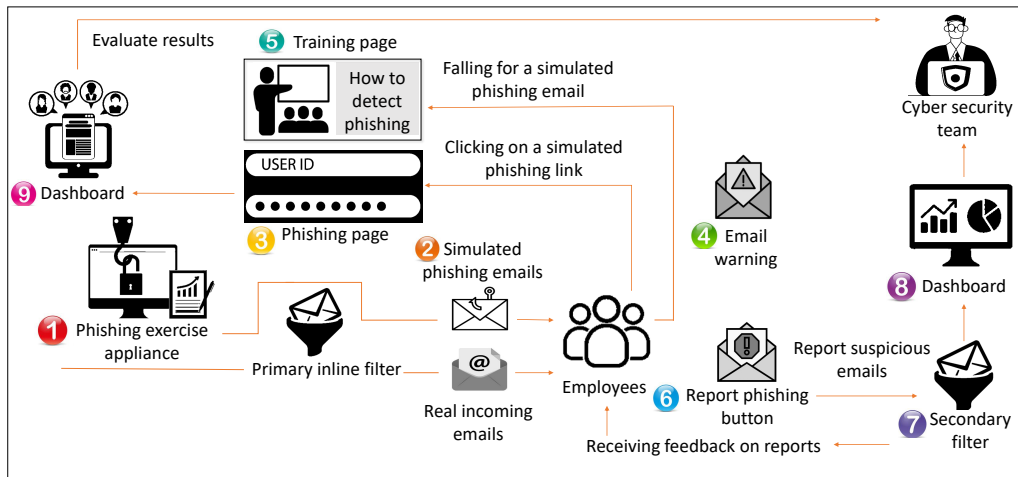 Evaluate results
5 Training page
How to
detect
phishing
Falling for a simulated
phishing email
Cyber security
team
USER ID
Clicking on a simulated
phishing link
9 Dashboard
3 Phishing page
2 Simulated
phishing emails
4 Email
warning
8 Dashboard
1 Phishing exercise
appliance
Primary inline filter
@
Real incoming
emails
Employees
6 Report phishing
button
Report suspicious
emails
7 Secondary
filter
Receiving feedback on reports